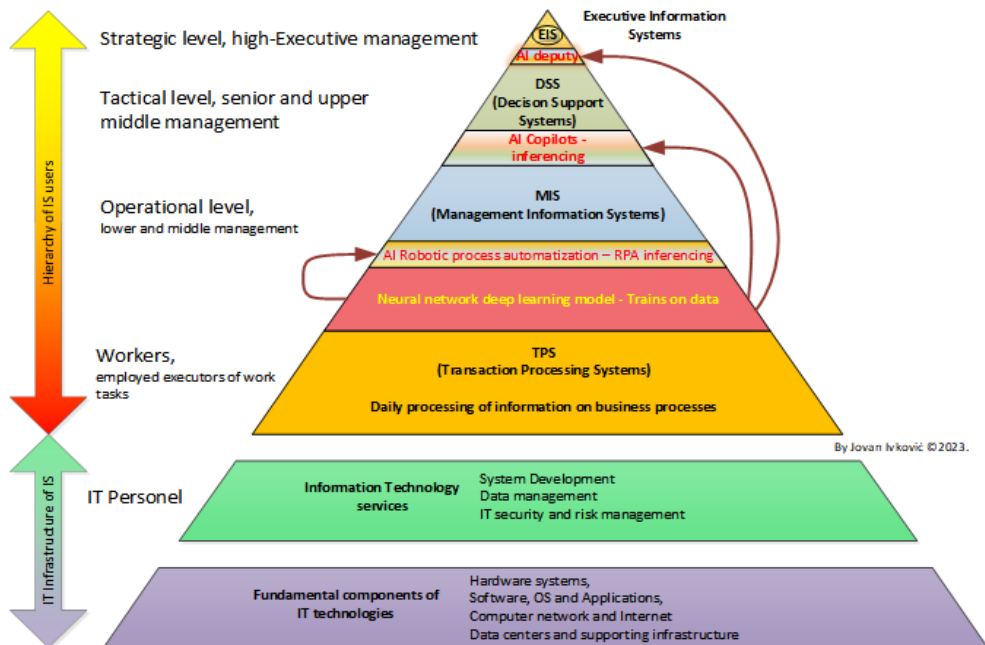 Executive Information
Systems
EIS
Strategic level, high-Executive management
AI deputy
DSS
(Decison Support
Systems)
Tactical level, senior and upper
middle management
AI Copilots -
inferencing
MIS
(Management Information Systems)
Operational level,
lower and middle management
AI Robotic process automatization – RPA inferencing
Neural network deep learning model - Trains on data
Hierarchy of IS users
Workers,
employed executors of work
tasks
TPS
(Transaction Processing Systems)
Daily processing of information on business processes
By Jovan Ivković ©2023.
IT Infrastructure of IS
IT Personel
Information Technology
services
System Development
Data management
IT security and risk management
Fundamental components of
IT technologies
Hardware systems,
Software, OS and Applications,
Computer network and Internet
Data centers and supporting infrastructure